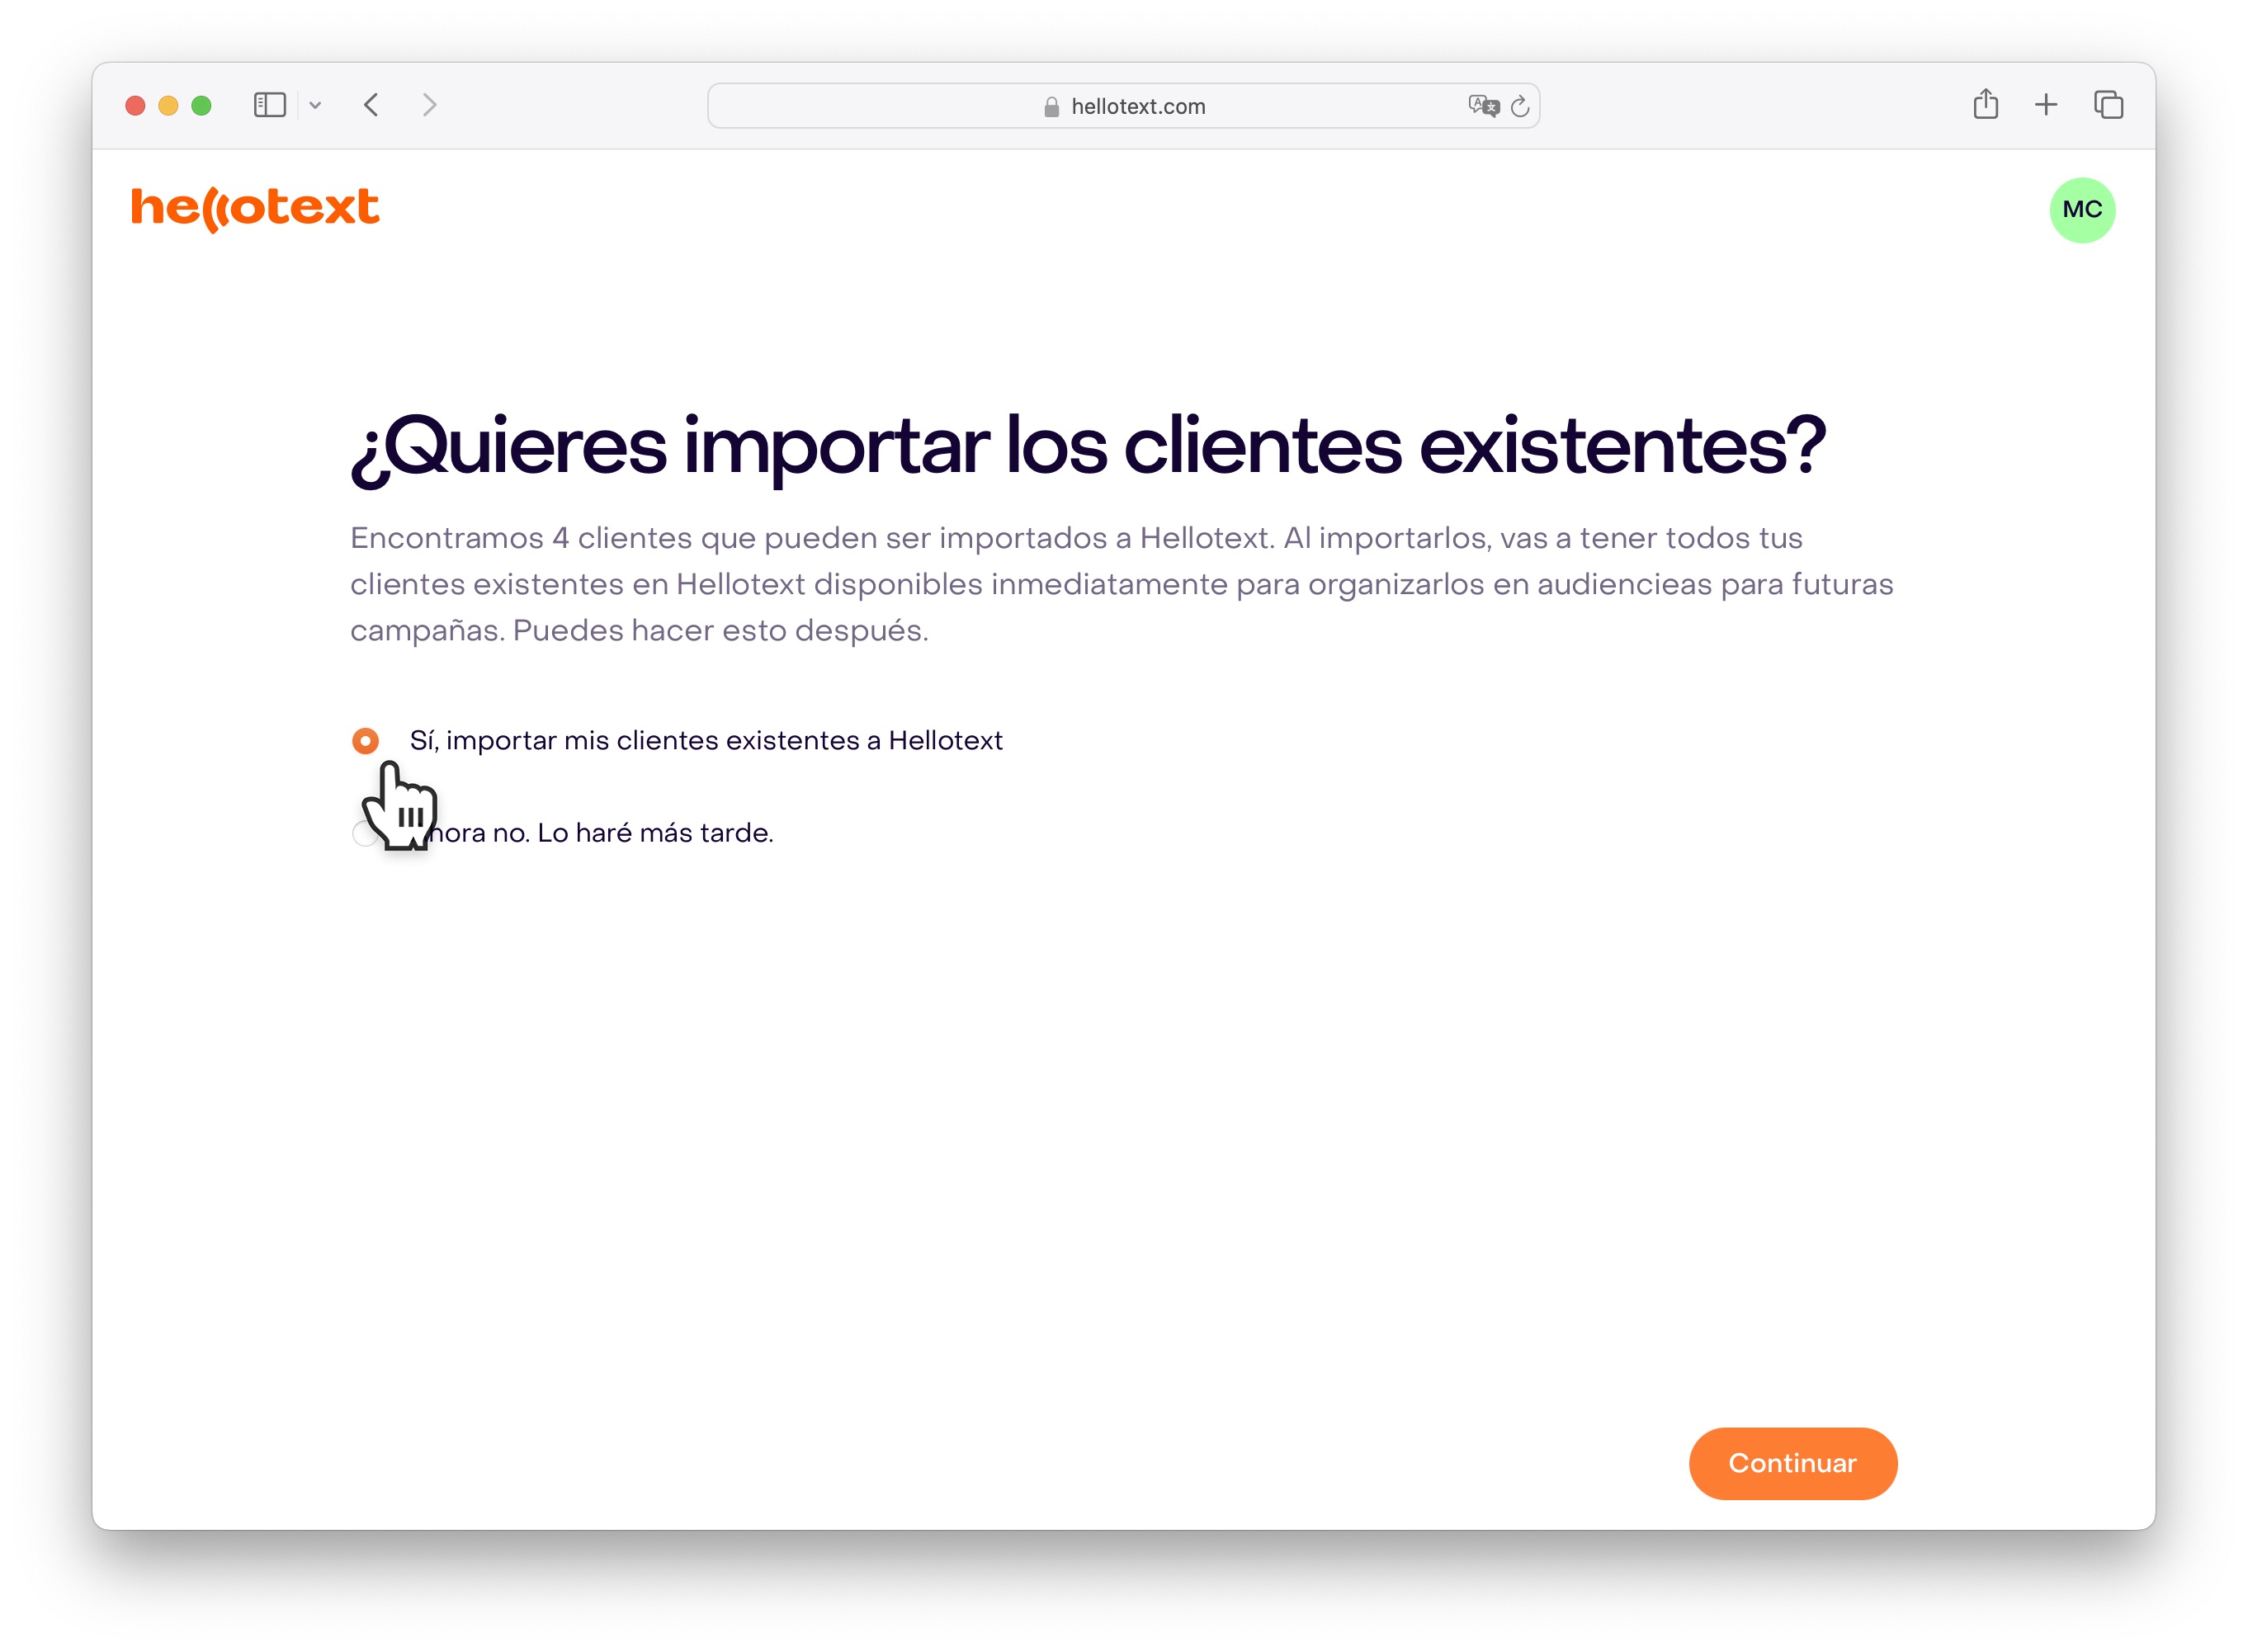 hellotext.com
hellotext
MC
¿Quieres importar los clientes existentes?
Encontramos 4 clientes que pueden ser importados a Hellotext. Al importarlos, vas a tener todos tus
clientes existentes en Hellotext disponibles inmediatamente para organizarlos en audiencieas para futuras
campañas. Puedes hacer esto después.
Sí, importar mis clientes existentes a Hellotext
no. Lo haré más tarde.
Continuar